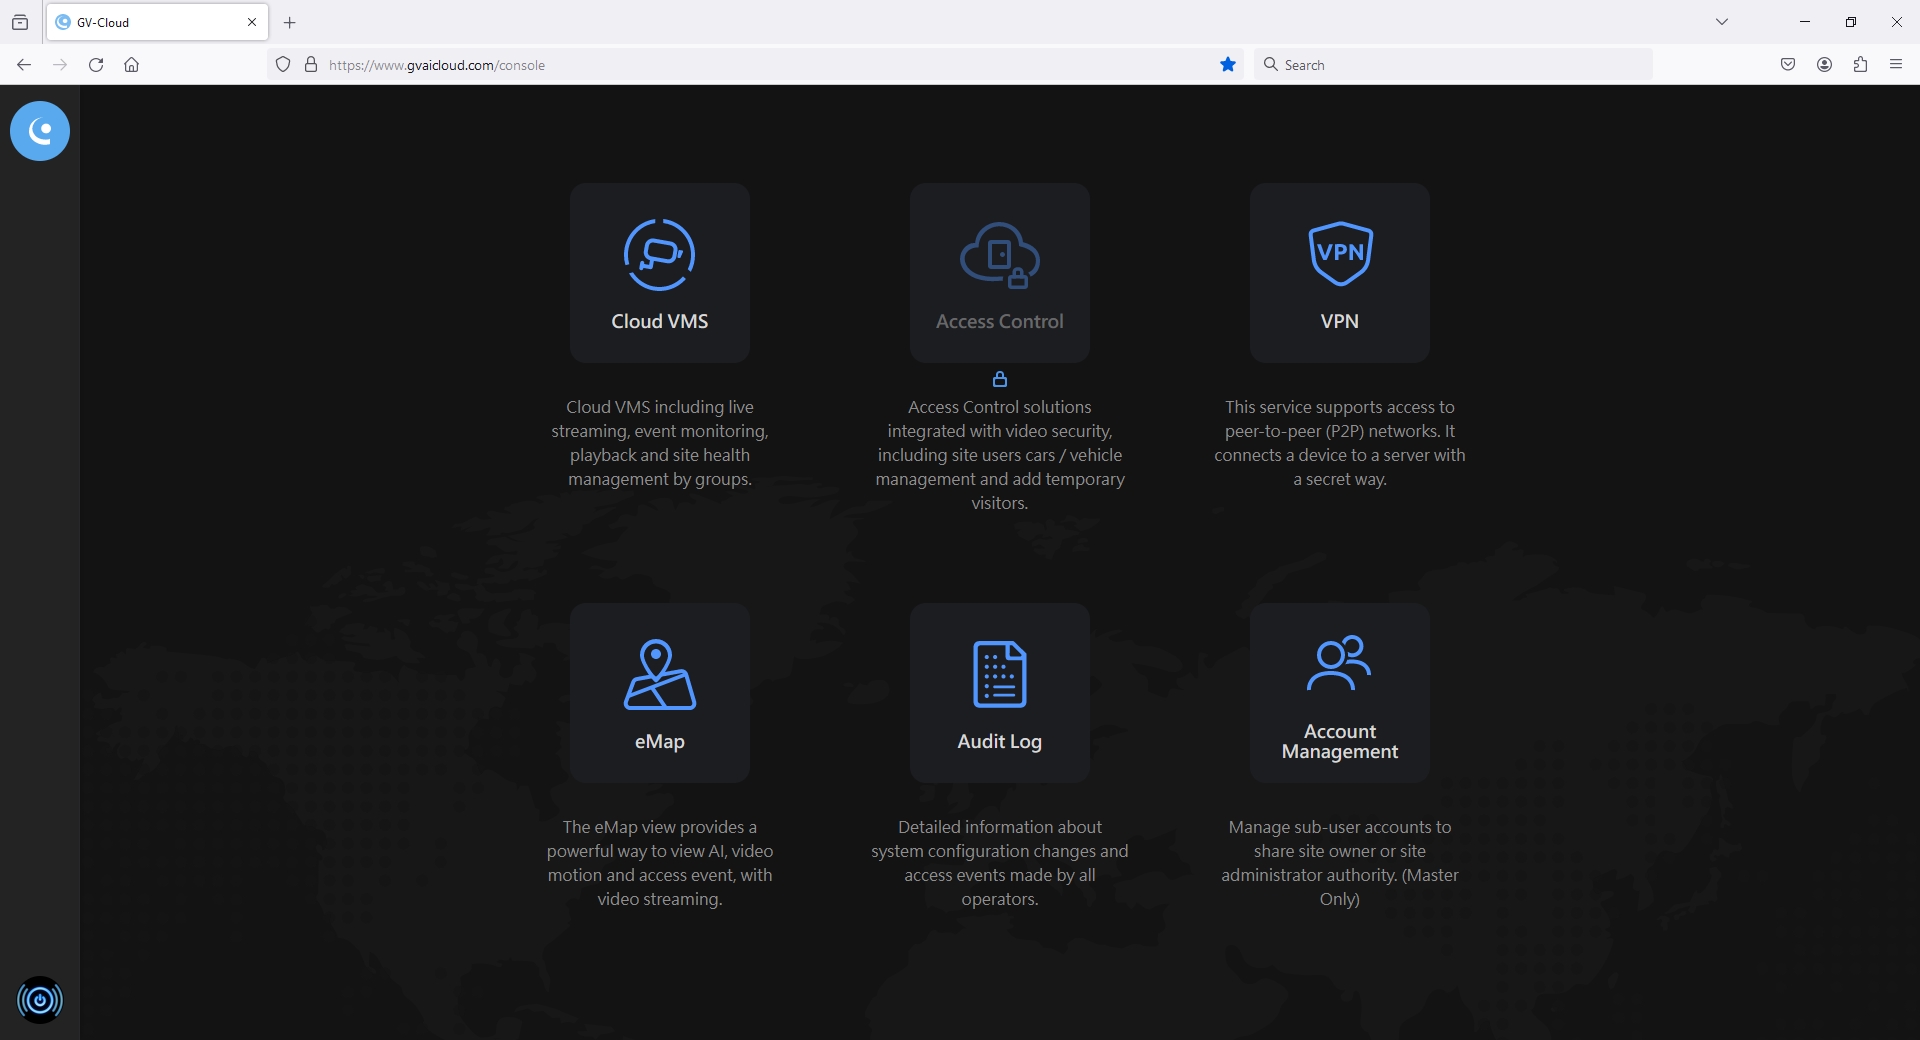 GV-Cloud
https://www.gvaicloud.com/console
Search
Cloud VMS
Cloud VMS including live
streaming, event monitoring,
playback and site health
management by groups.
Access Control
Access Control solutions
integrated with video security,
including site users cars / vehicle
management and add temporary
visitors.
VPN
VPN
This service supports access to
peer-to-peer (P2P) networks. It
connects a device to a server with
a secret way.
eMap
The eMap view provides a
powerful way to view AI, video
motion and access event, with
video streaming.
Audit Log
Detailed information about
system configuration changes and
access events made by all
operators.
Account
Management
Manage sub-user accounts to
share site owner or site
administrator authority. (Master
Only)